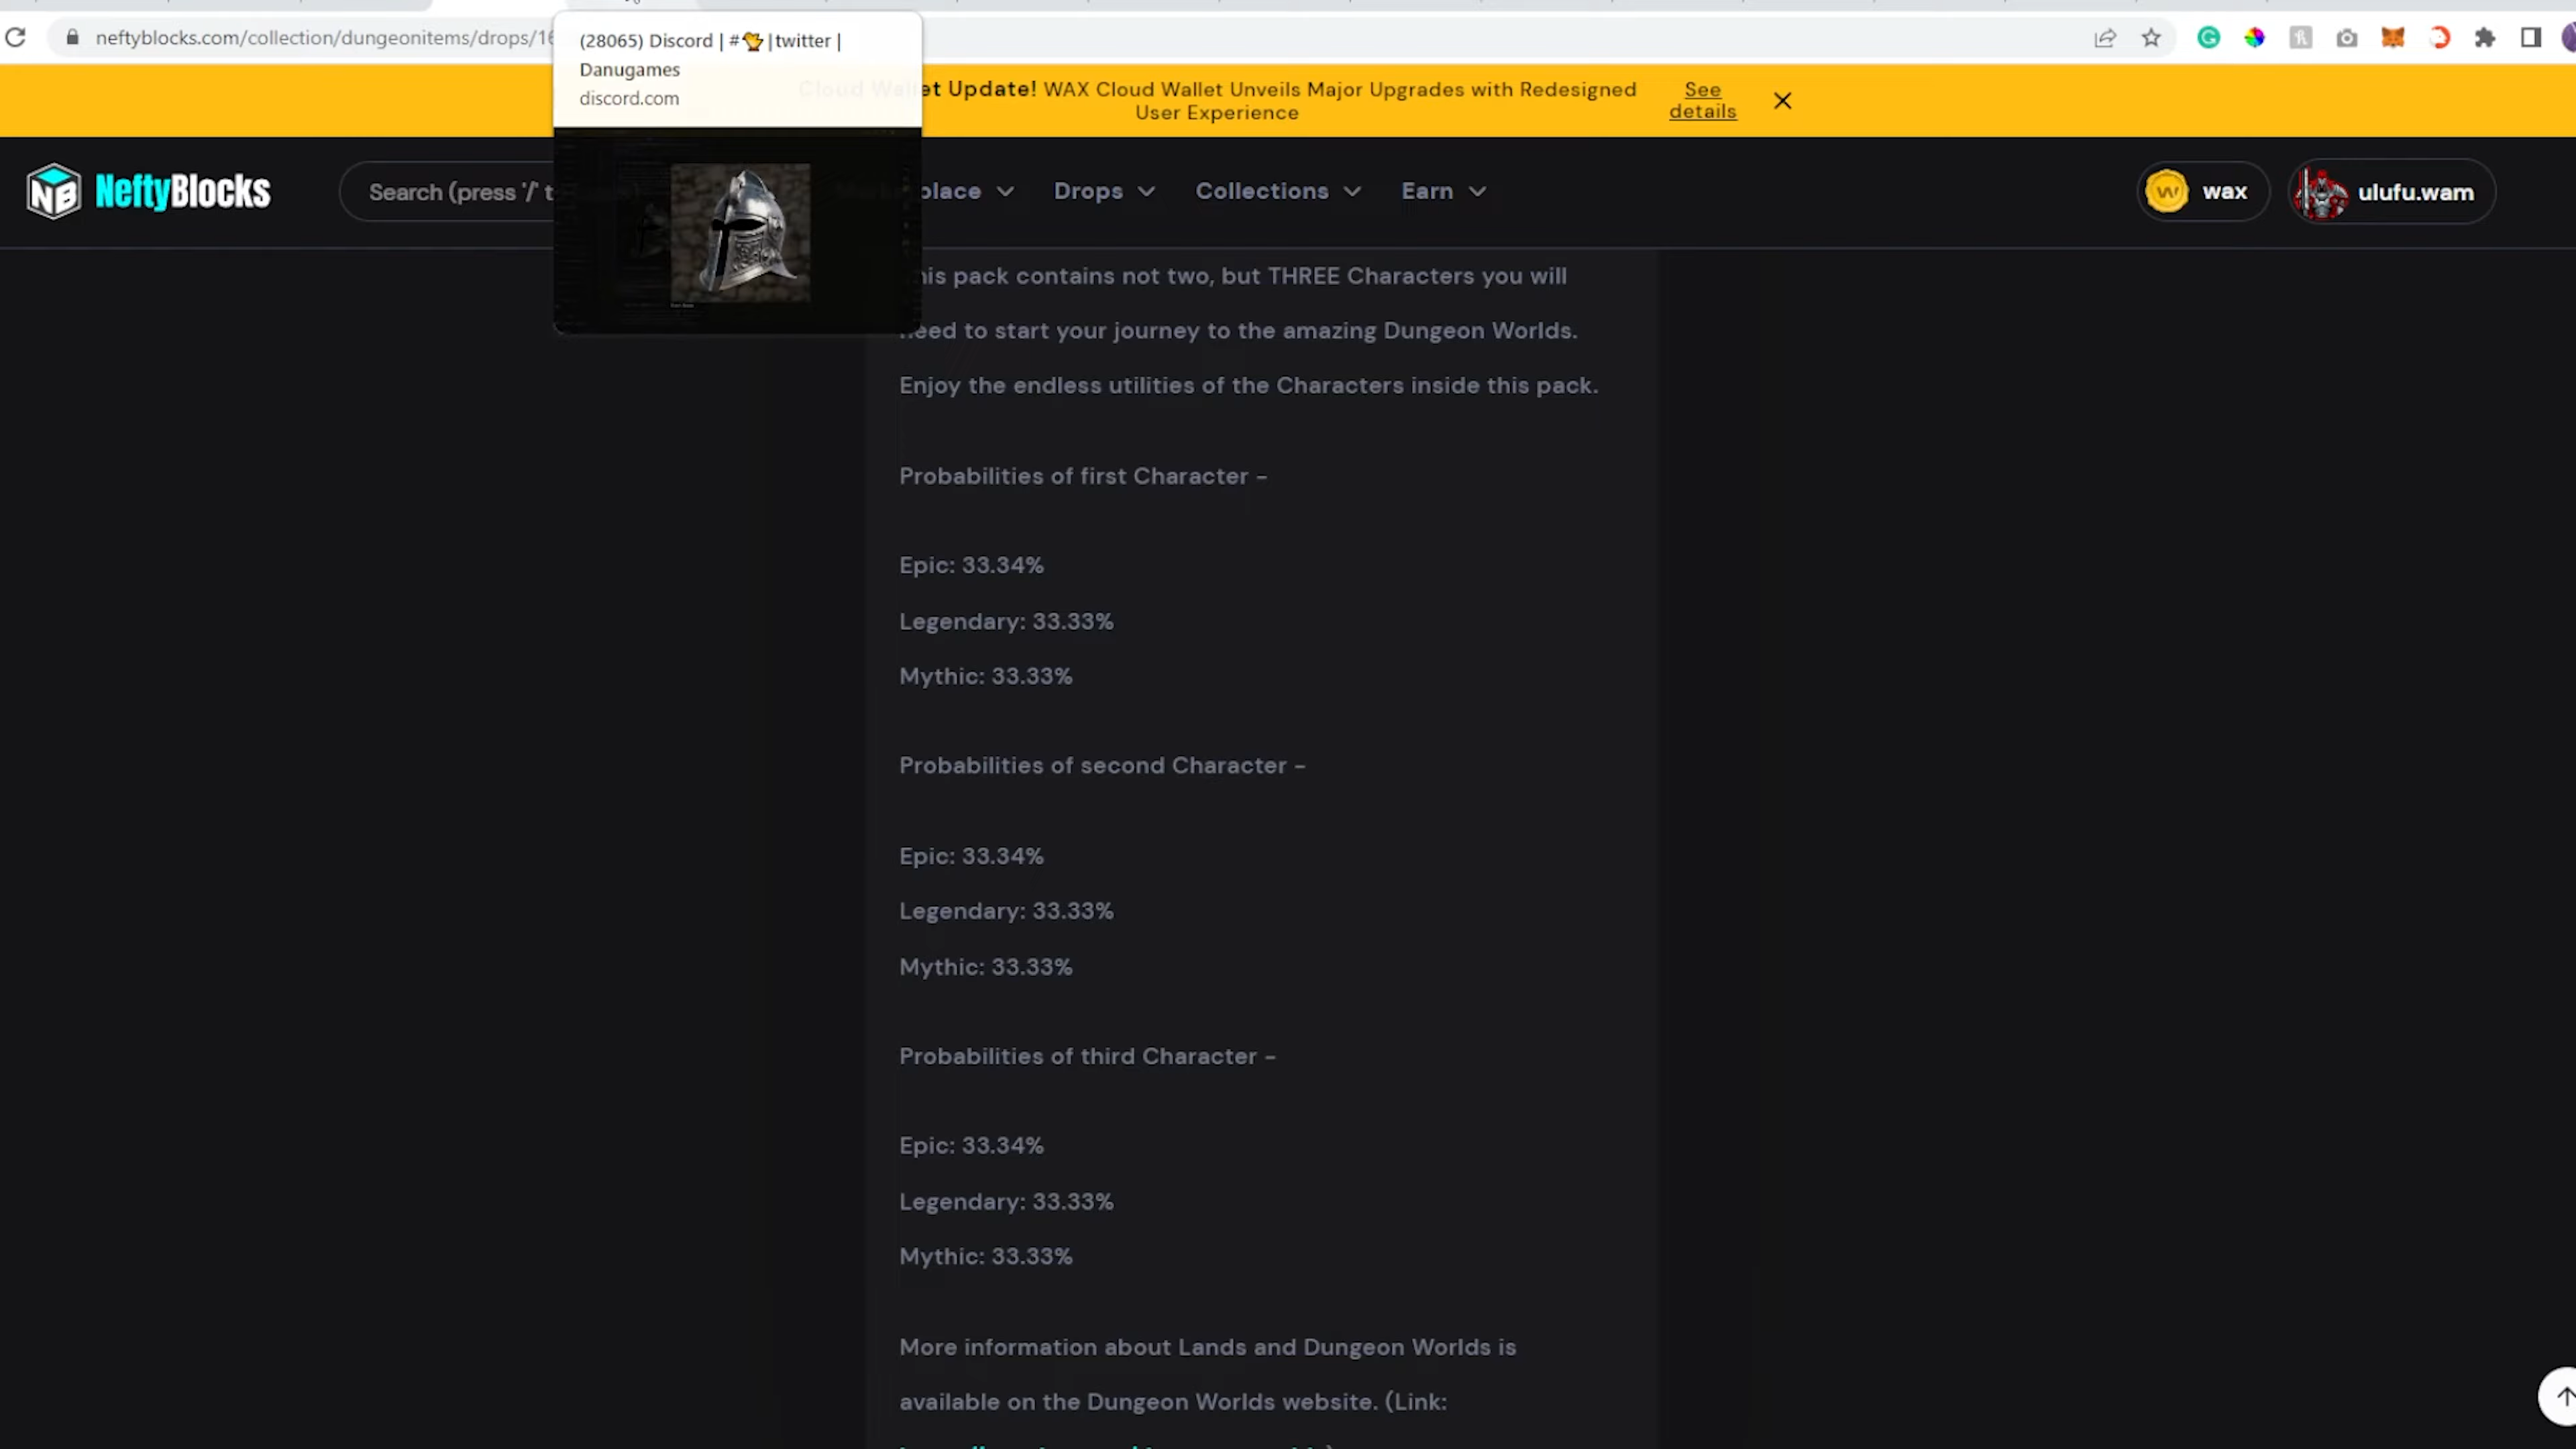 neftyblocks.com/collection/dungeonitems/drops/16
(28065) Discord | #🐤|twitter |
Danugames
discord.com
Cloud Wallet Update! WAX Cloud Wallet Unveils Major Upgrades with Redesigned
User Experience
See
details
NB NeftyBlocks
Search (press '/' t
place
Drops
Collections
Earn
wax
ulufu.wam
his pack contains not two, but THREE Characters you will
need to start your journey to the amazing Dungeon Worlds.
Enjoy the endless utilities of the Characters inside this pack.
Probabilities of first Character -
Epic: 33.34%
Legendary: 33.33%
Mythic: 33.33%
Probabilities of second Character -
Epic: 33.34%
Legendary: 33.33%
Mythic: 33.33%
Probabilities of third Character -
Epic: 33.34%
Legendary: 33.33%
Mythic: 33.33%
More information about Lands and Dungeon Worlds is
available on the Dungeon Worlds website. (Link: